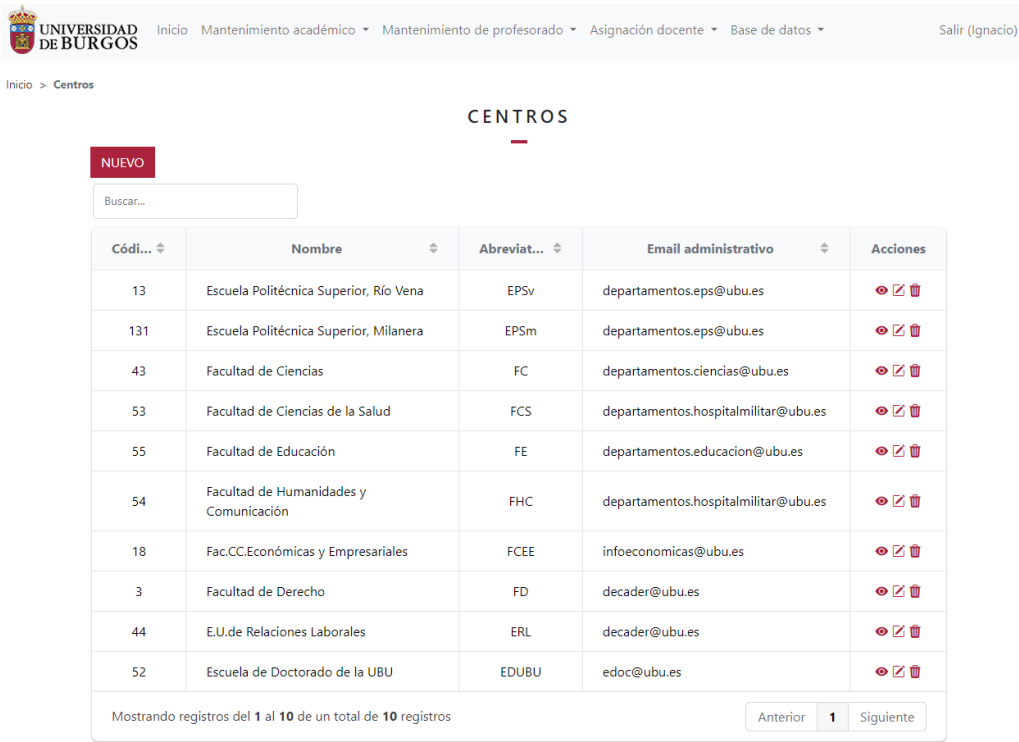 UNIVERSIDAD
DE BURGOS
Inicio Mantenimiento académico Mantenimiento de profesorado Asignación docente Base de datos Salir (Ignacio)
Inicio > Centros
CENTROS
NUEVO
Buscar...
Códi... Nombre Abreviat... Email administrativo Acciones
13 Escuela Politécnica Superior, Río Vena EPSv departamentos.eps@ubu.es
131 Escuela Politécnica Superior, Milanera EPSm departamentos.eps@ubu.es
43 Facultad de Ciencias FC departamentos.ciencias@ubu.es
53 Facultad de Ciencias de la Salud FCS departamentos.hospitalmilitar@ubu.es
55 Facultad de Educación FE departamentos.educacion@ubu.es
54 Facultad de Humanidades y
Comunicación FHC departamentos.hospitalmilitar@ubu.es
18 Fac.CC.Económicas y Empresariales FCEE infoeconomicas@ubu.es
3 Facultad de Derecho FD decader@ubu.es
44 E.U.de Relaciones Laborales ERL decader@ubu.es
52 Escuela de Doctorado de la UBU EDUBU edoc@ubu.es
Mostrando registros del 1 al 10 de un total de 10 registros Anterior 1 Siguiente